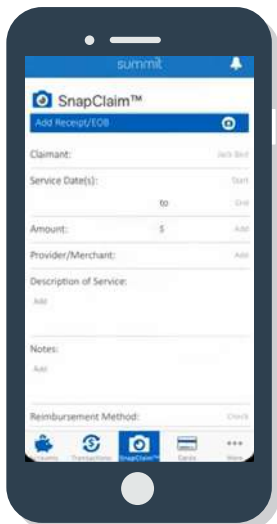 summit
SnapClaim™
Add Receipt/EOB
Claimant: Jack Bird
Service Date(s): Start
to End
Amount: $ Add
Provider/Merchant: Add
Description of Service:
Add
Notes:
Add
Reimbursement Method: Check
Accounts Transactions SnapClaim™ Cards More